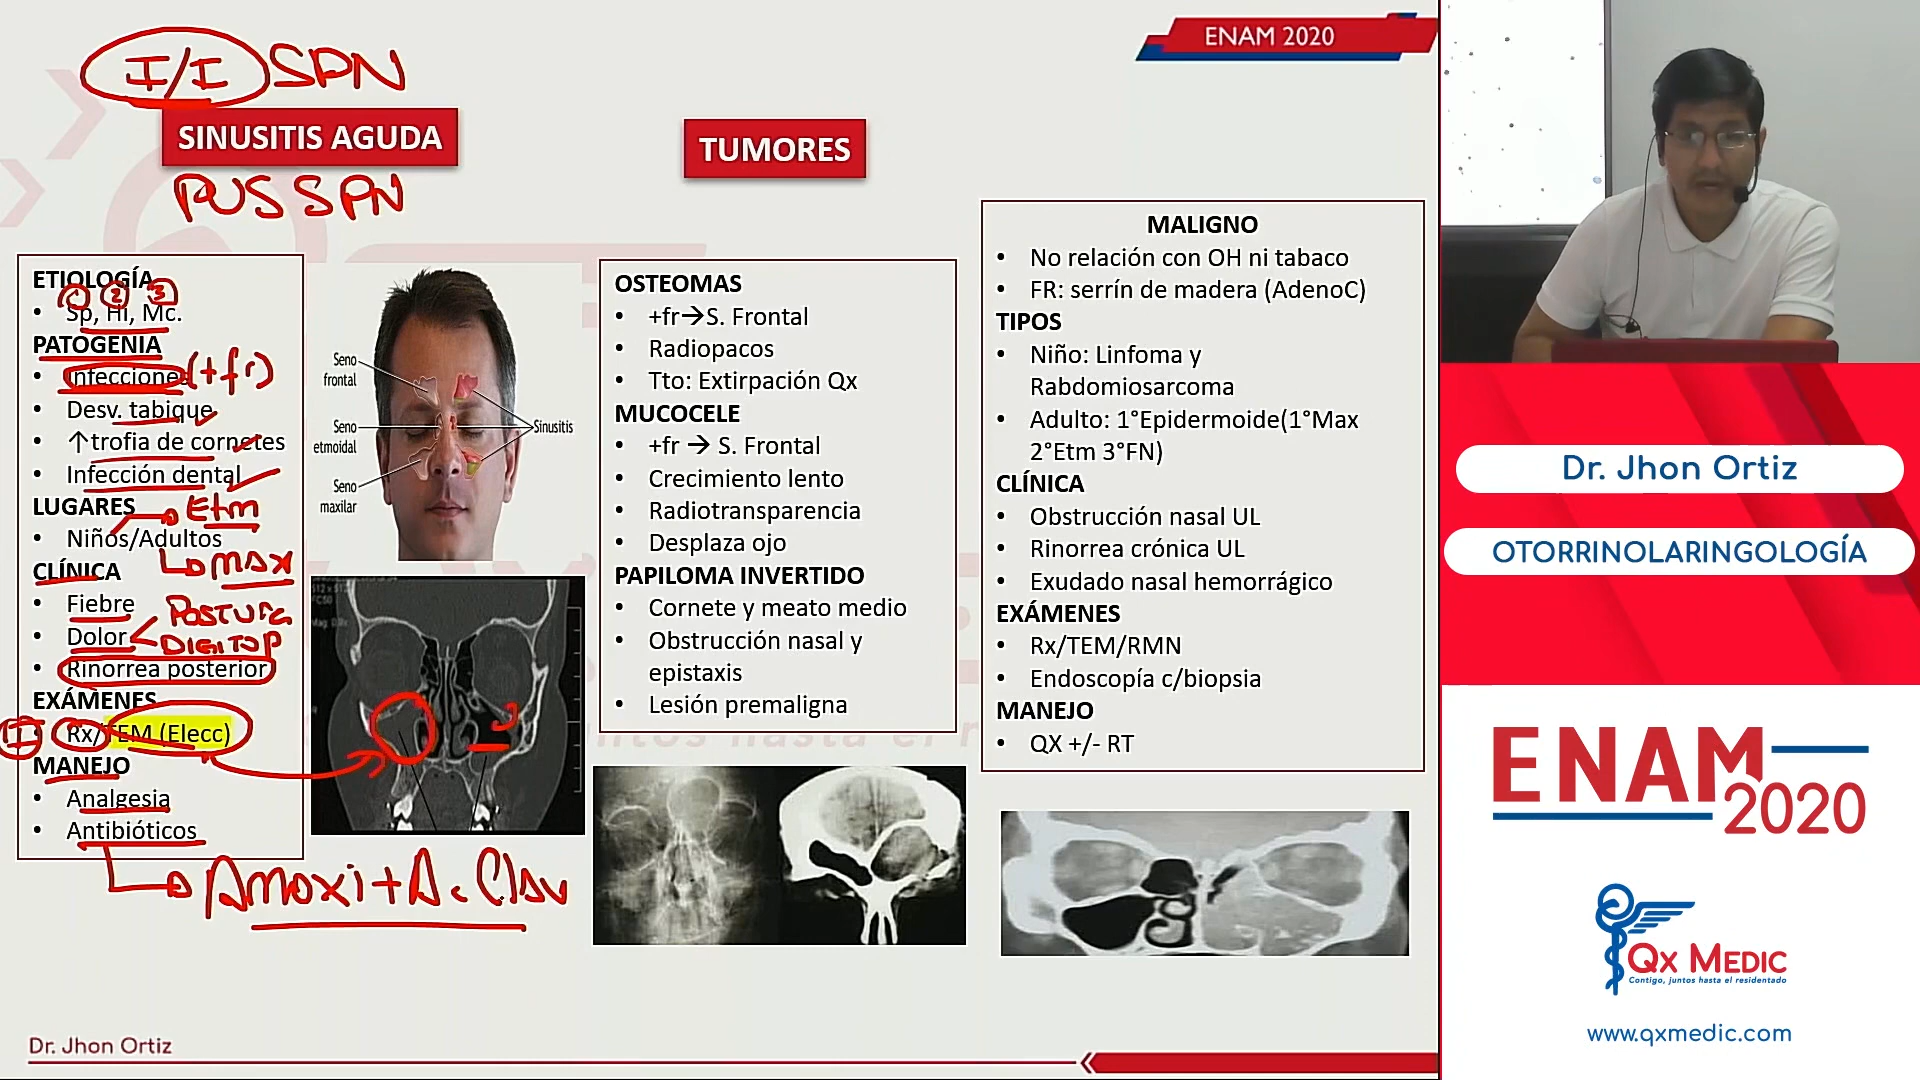 ENAM 2020
I/I SPN
SINUSITIS AGUDA
PUS SPN
TUMORES
ETIOLOGÍA
1 2 3
• Sp, Hi, Mc.
PATOGENIA
• Infecciones (+fr)
• Desv. tabique
• ↑trofia de cornetes
• Infección dental
LUGARES
Etm
• Niños/Adultos
MAX
CLÍNICA
• Fiebre
POSTURA
• Dolor
DIGITOP
• Rinorrea posterior
EXÁMENES
• Rx/TEM (Elecc)
MANEJO
• Analgesia
• Antibióticos
Amoxi + A. Clav
Seno
frontal
Seno
etmoidal
Seno
maxilar
Sinusitis
OSTEOMAS
• +fr→S. Frontal
• Radiopacos
• Tto: Extirpación Qx
MUCOCELE
• +fr → S. Frontal
• Crecimiento lento
• Radiotransparencia
• Desplaza ojo
PAPILOMA INVERTIDO
• Cornete y meato medio
• Obstrucción nasal y
epistaxis
• Lesión premaligna
MALIGNO
• No relación con OH ni tabaco
• FR: serrín de madera (AdenoC)
TIPOS
• Niño: Linfoma y
Rabdomiosarcoma
• Adulto: 1°Epidermoide(1°Max
2°Etm 3°FN)
CLÍNICA
• Obstrucción nasal UL
• Rinorrea crónica UL
• Exudado nasal hemorrágico
EXÁMENES
• Rx/TEM/RMN
• Endoscopía c/biopsia
MANEJO
• QX +/- RT
Dr. Jhon Ortiz
Dr. Jhon Ortiz
OTORRINOLARINGOLOGÍA
ENAM
2020
Qx MEDIC
Contigo, juntos hasta el residentado
www.qxmedic.com